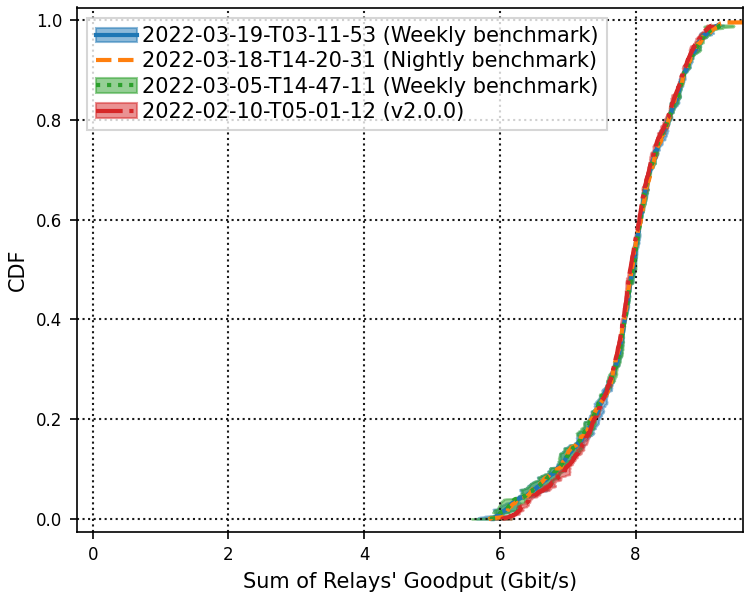 2022-03-19-T03-11-53 (Weekly benchmark)
2022-03-18-T14-20-31 (Nightly benchmark)
2022-03-05-T14-47-11 (Weekly benchmark)
2022-02-10-T05-01-12 (v2.0.0)
CDF
1.0
0.8
0.6
0.4
0.2
0.0
0 2 4 6 8
Sum of Relays' Goodput (Gbit/s)